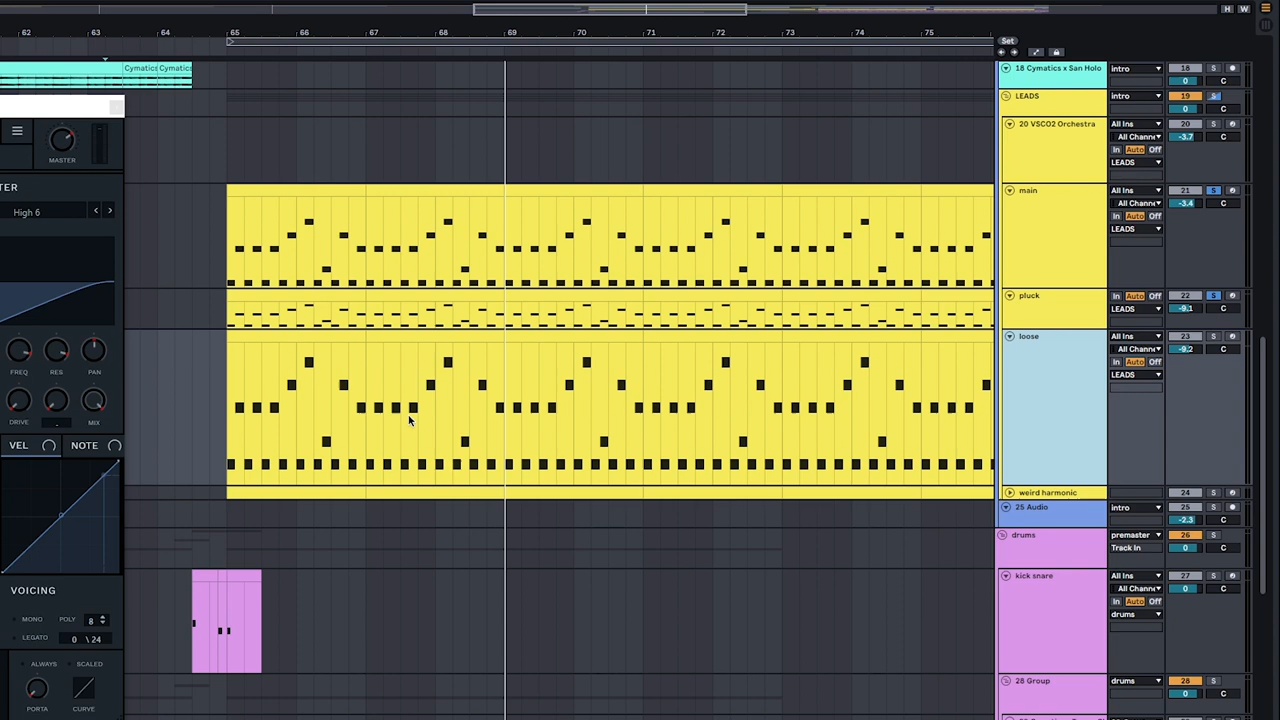 H W
62 63 64 65 66 67 68 69 70 71 72 73 74 75
Set
Cymatics Cymatics
18 Cymatics x San Holo intro 18 S
0 C
LEADS intro 19 S
0 C
20 VSCO2 Orchestra All Ins 20 S
All Channe -3.7 C
In Auto Off
LEADS
main All Ins 21 S
All Channe -3.4 C
In Auto Off
LEADS
pluck In Auto Off 22 S
LEADS -9.1 C
loose All Ins 23 S
All Channe -9.2 C
In Auto Off
LEADS
weird harmonic 24 S
25 Audio intro 25 S
-2.3 C
drums premaster 26 S
Track In 0 C
kick snare All Ins 27 S
All Channe 0 C
In Auto Off
drums
28 Group drums 28 S
0 C
MASTER
TER
High 6
FREQ RES PAN
DRIVE MIX
VEL NOTE
VOICING
MONO POLY 8
LEGATO 0 \ 24
ALWAYS SCALED
PORTA CURVE